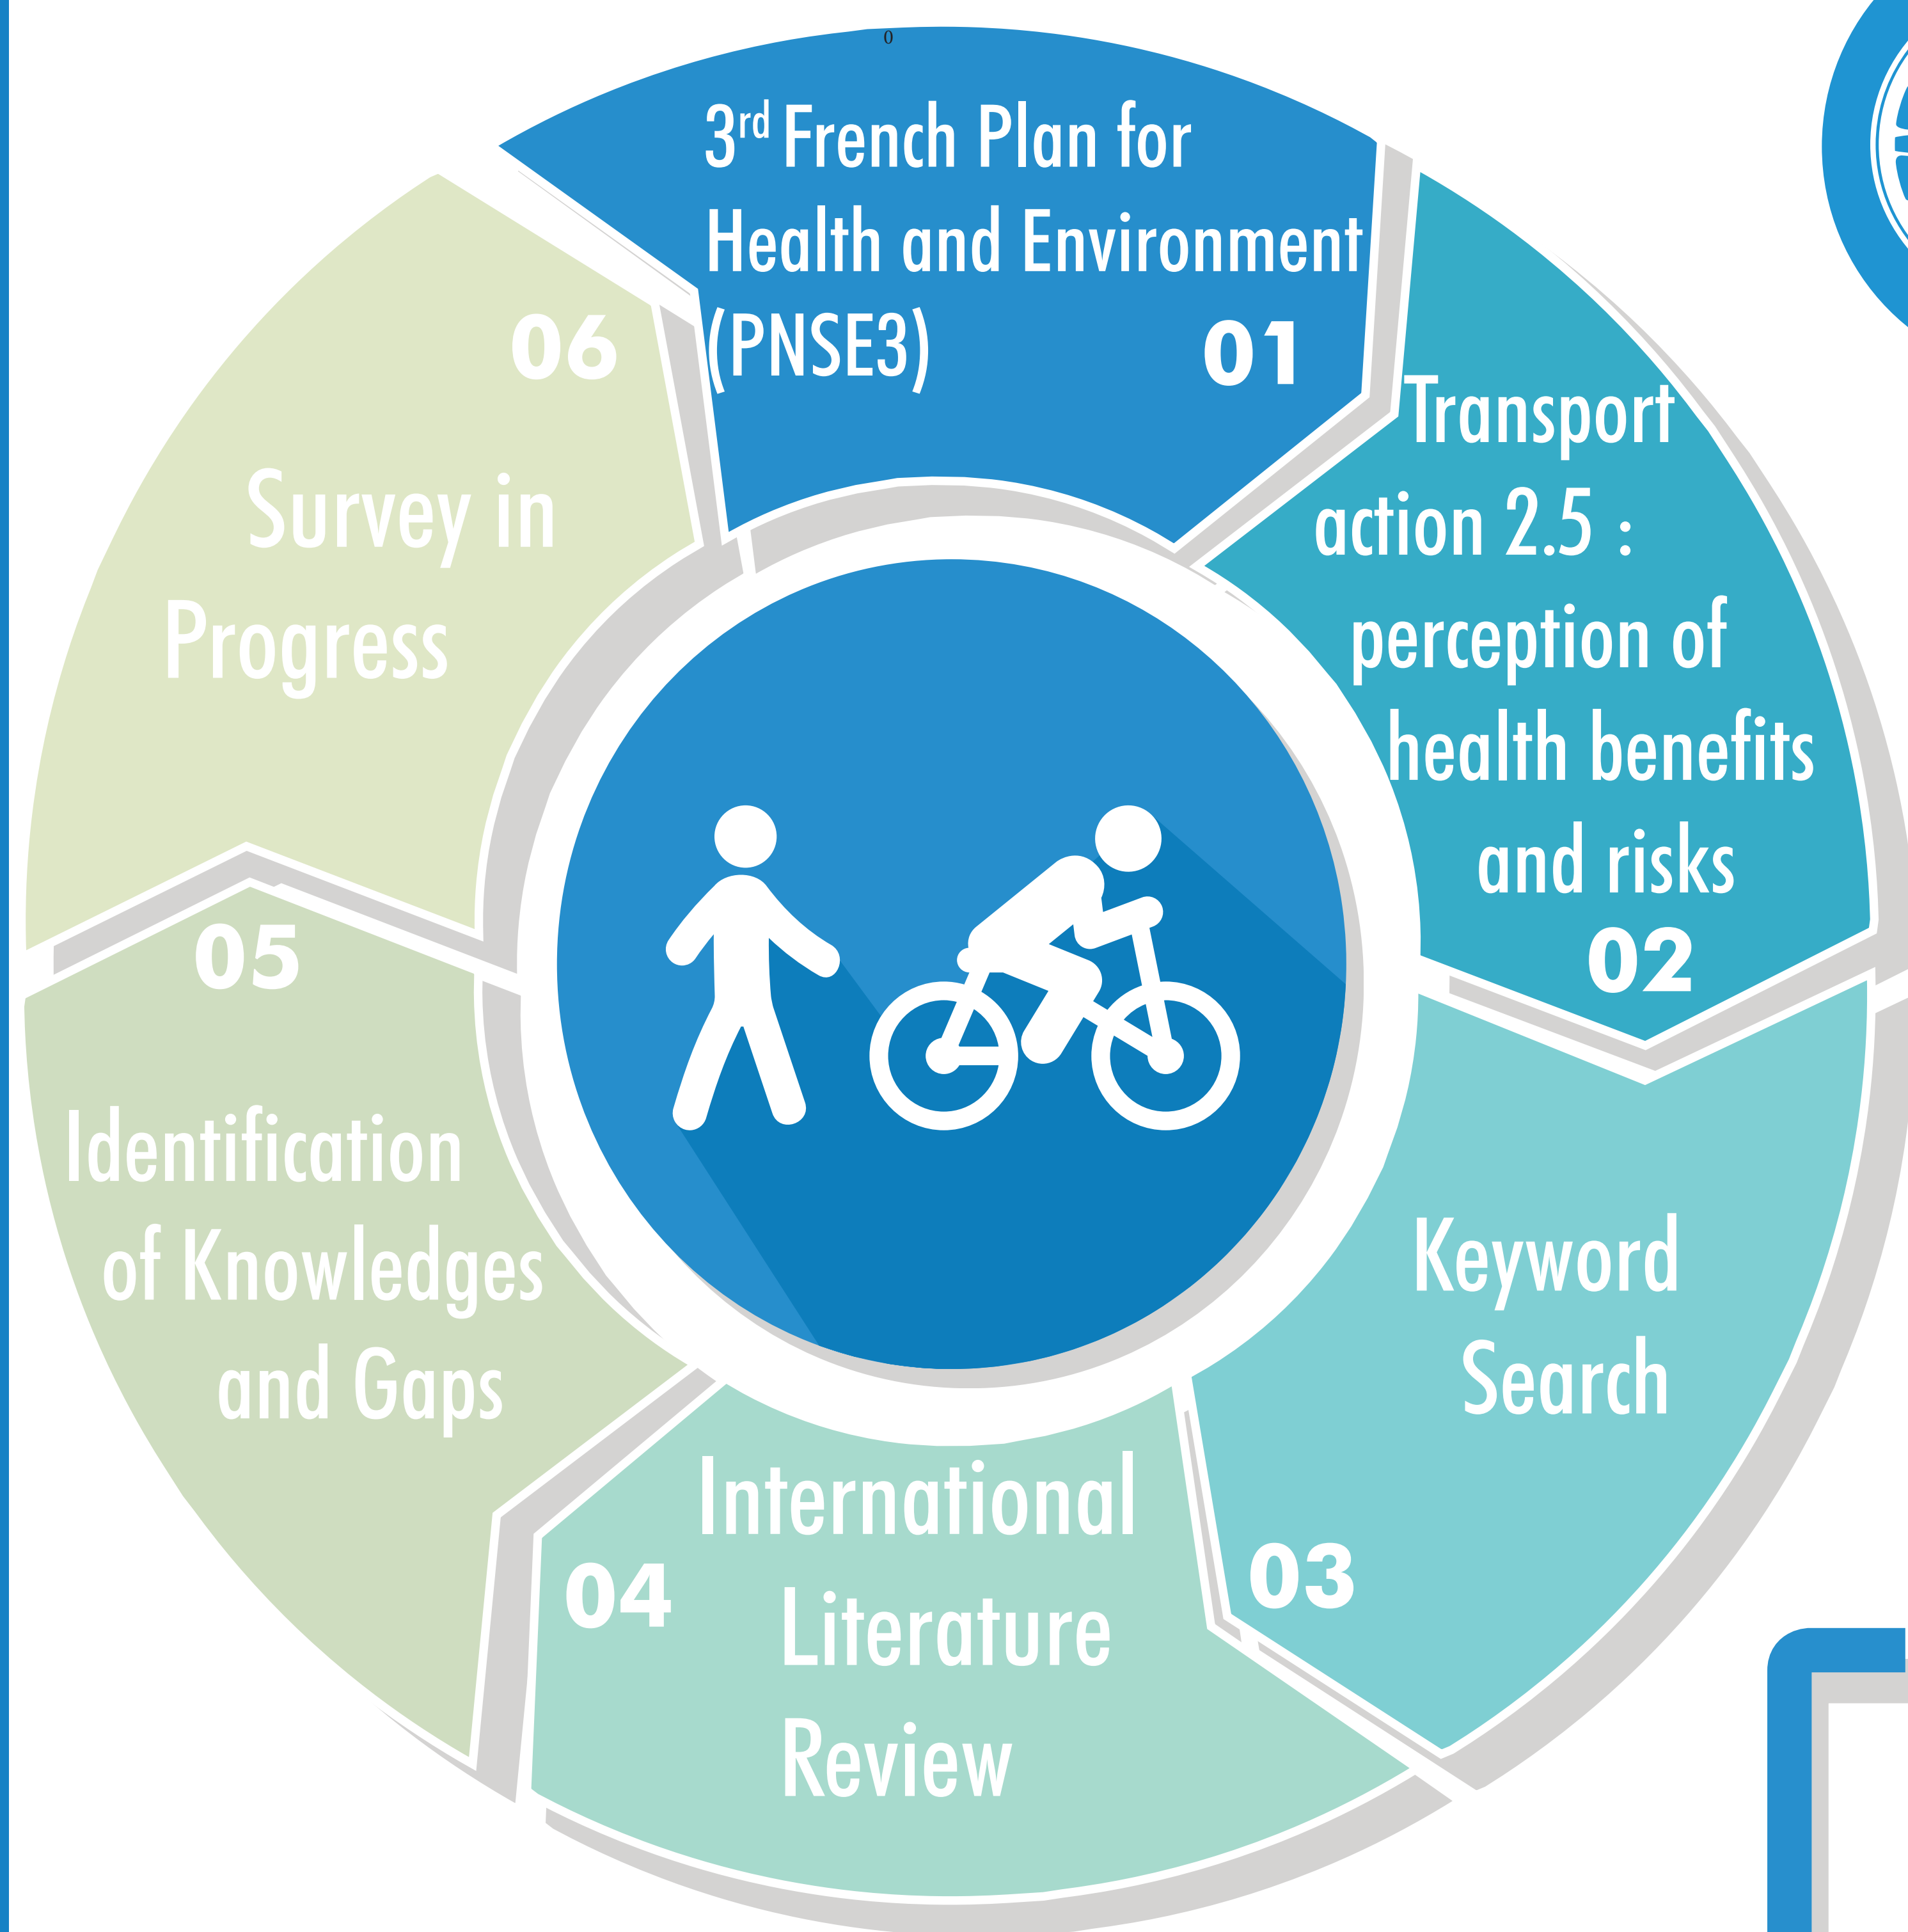 0
3rd French Plan for
Health and Environment
(PNSE3)
01
Transport
action 2.5 :
perception of
health benefits
and risks
02
Keyword
Search
03
International
04
Literature
Review
05
Identification
of Knowledges
and Gaps
06
Survey in
Progress